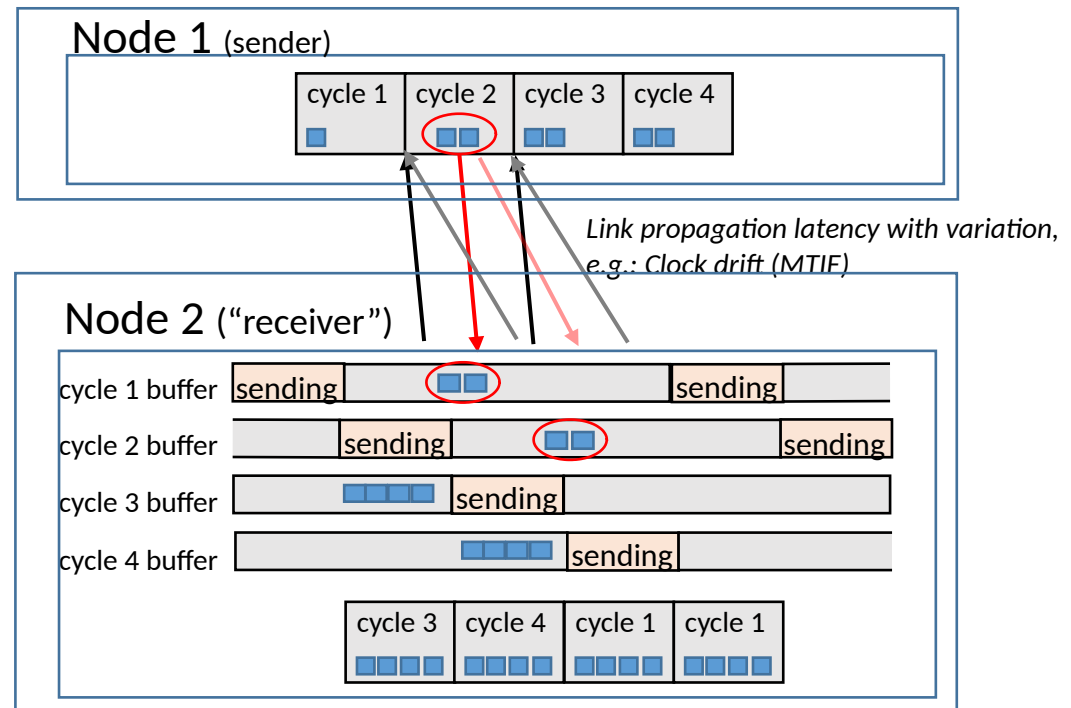 Node 1 (sender)
cycle 1
cycle 2
cycle 3
cycle 4
Link propagation latency with variation,
e.g.: Clock drift (MTIF)
Node 2 (“receiver”)
cycle 1 buffer
sending
sending
cycle 2 buffer
sending
sending
cycle 3 buffer
sending
cycle 4 buffer
sending
cycle 3
cycle 4
cycle 1
cycle 1